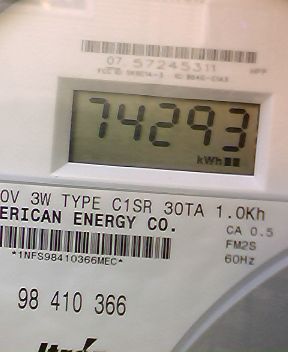 07 57245311
74293
kWh
0V 3W TYPE C1SR 30TA 1.0Kh
ERICAN ENERGY CO.
CA 0.5
FM2S
60Hz
*1NFS98410366MEC*
98 410 366
Itrón